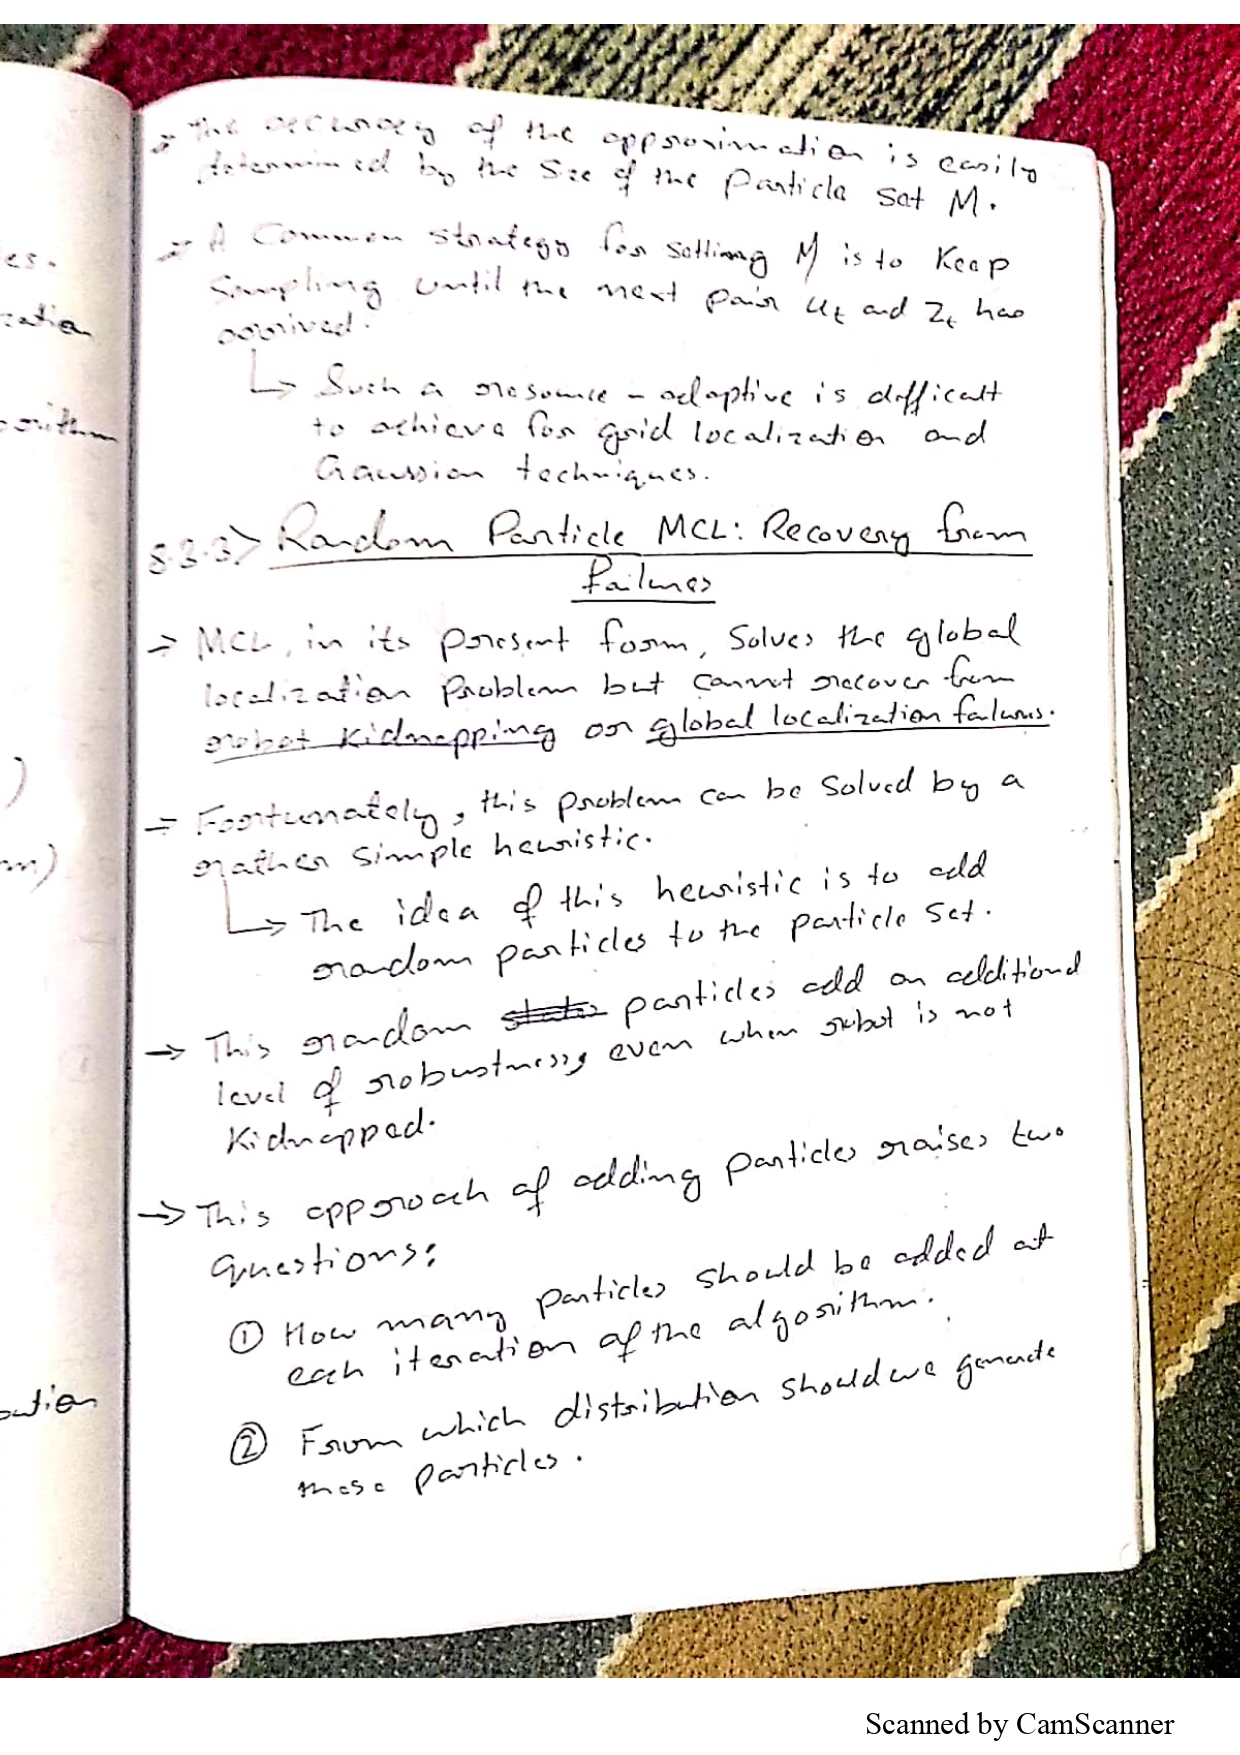 → The accuracy of the approximation is easily
determined by the Size of the Particle Set M.
→ A Common strategy for setting M is to Keep
Sampling until the next pair u_t and z_t has
arrived.
↳ Such a resource-adaptive is difficult
to achieve for grid localization and
Gaussian techniques.
8.3.3> Random Particle MCL: Recovery from
Failures
→ MCL, in its present form, Solves the global
localization Problem but cannot recover from
robot Kidnapping or global localization failures.
→ Foortunately, this problem can be Solved by a
rather Simple heuristic.
↳ The idea of this heuristic is to add
random particles to the particle Set.
→ This random particles add an additional
level of robustness, even when robot is not
Kidnapped.
→ This approach of adding particles raises two
Questions:
① How many particles should be added at
each iteration of the algorithm.
② From which distribution should we generate
these particles.
es.
zation
orithm
)
m)
bution
Scanned by CamScanner